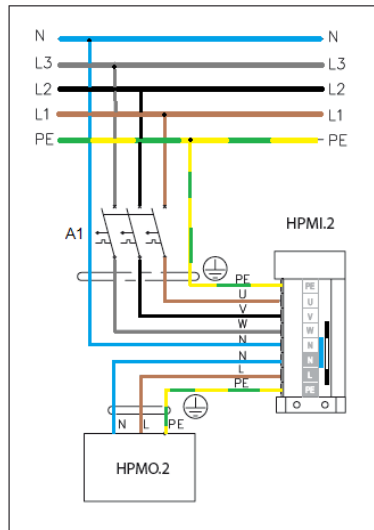 N N
L3 L3
L2 L2
L1 L1
PE PE
A1
HPMI.2
PE PE
U U
V V
W W
N N
N N
L L
PE PE
N L PE
HPMO.2